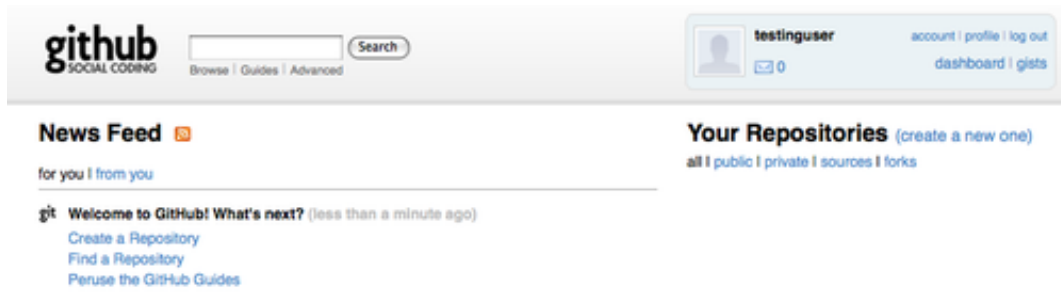 github
SOCIAL CODING
Search
Browse | Guides | Advanced
testinguser
account | profile | log out
0
dashboard | gists
News Feed
for you | from you
git Welcome to GitHub! What's next? (less than a minute ago)
Create a Repository
Find a Repository
Peruse the GitHub Guides
Your Repositories (create a new one)
all | public | private | sources | forks